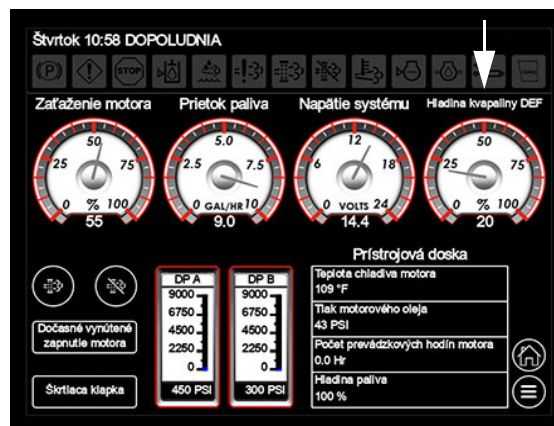 Štvrtok 10:58 DOPOLUDNIA
(P) STOP
Zaťaženie motora Prietok paliva Napätie systému Hladina kvapaliny DEF
50 5.0 12 50
25 75 2.5 7.5 6 18 25 75
0 % 100 0 GAL/HR 10 0 VOLTS 24 0 % 100
55 9.0 14.4 20
Prístrojová doska
DP A DP B
9000 9000
6750 6750
4500 4500
2250 2250
0 0
450 PSI 300 PSI
Teplota chladiva motora
109 °F
Tlak motorového oleja
43 PSI
Počet prevádzkových hodín motora
0.0 Hr
Hladina paliva
100 %
Dočasné vynútené
zapnutie motora
Škrtiaca klapka